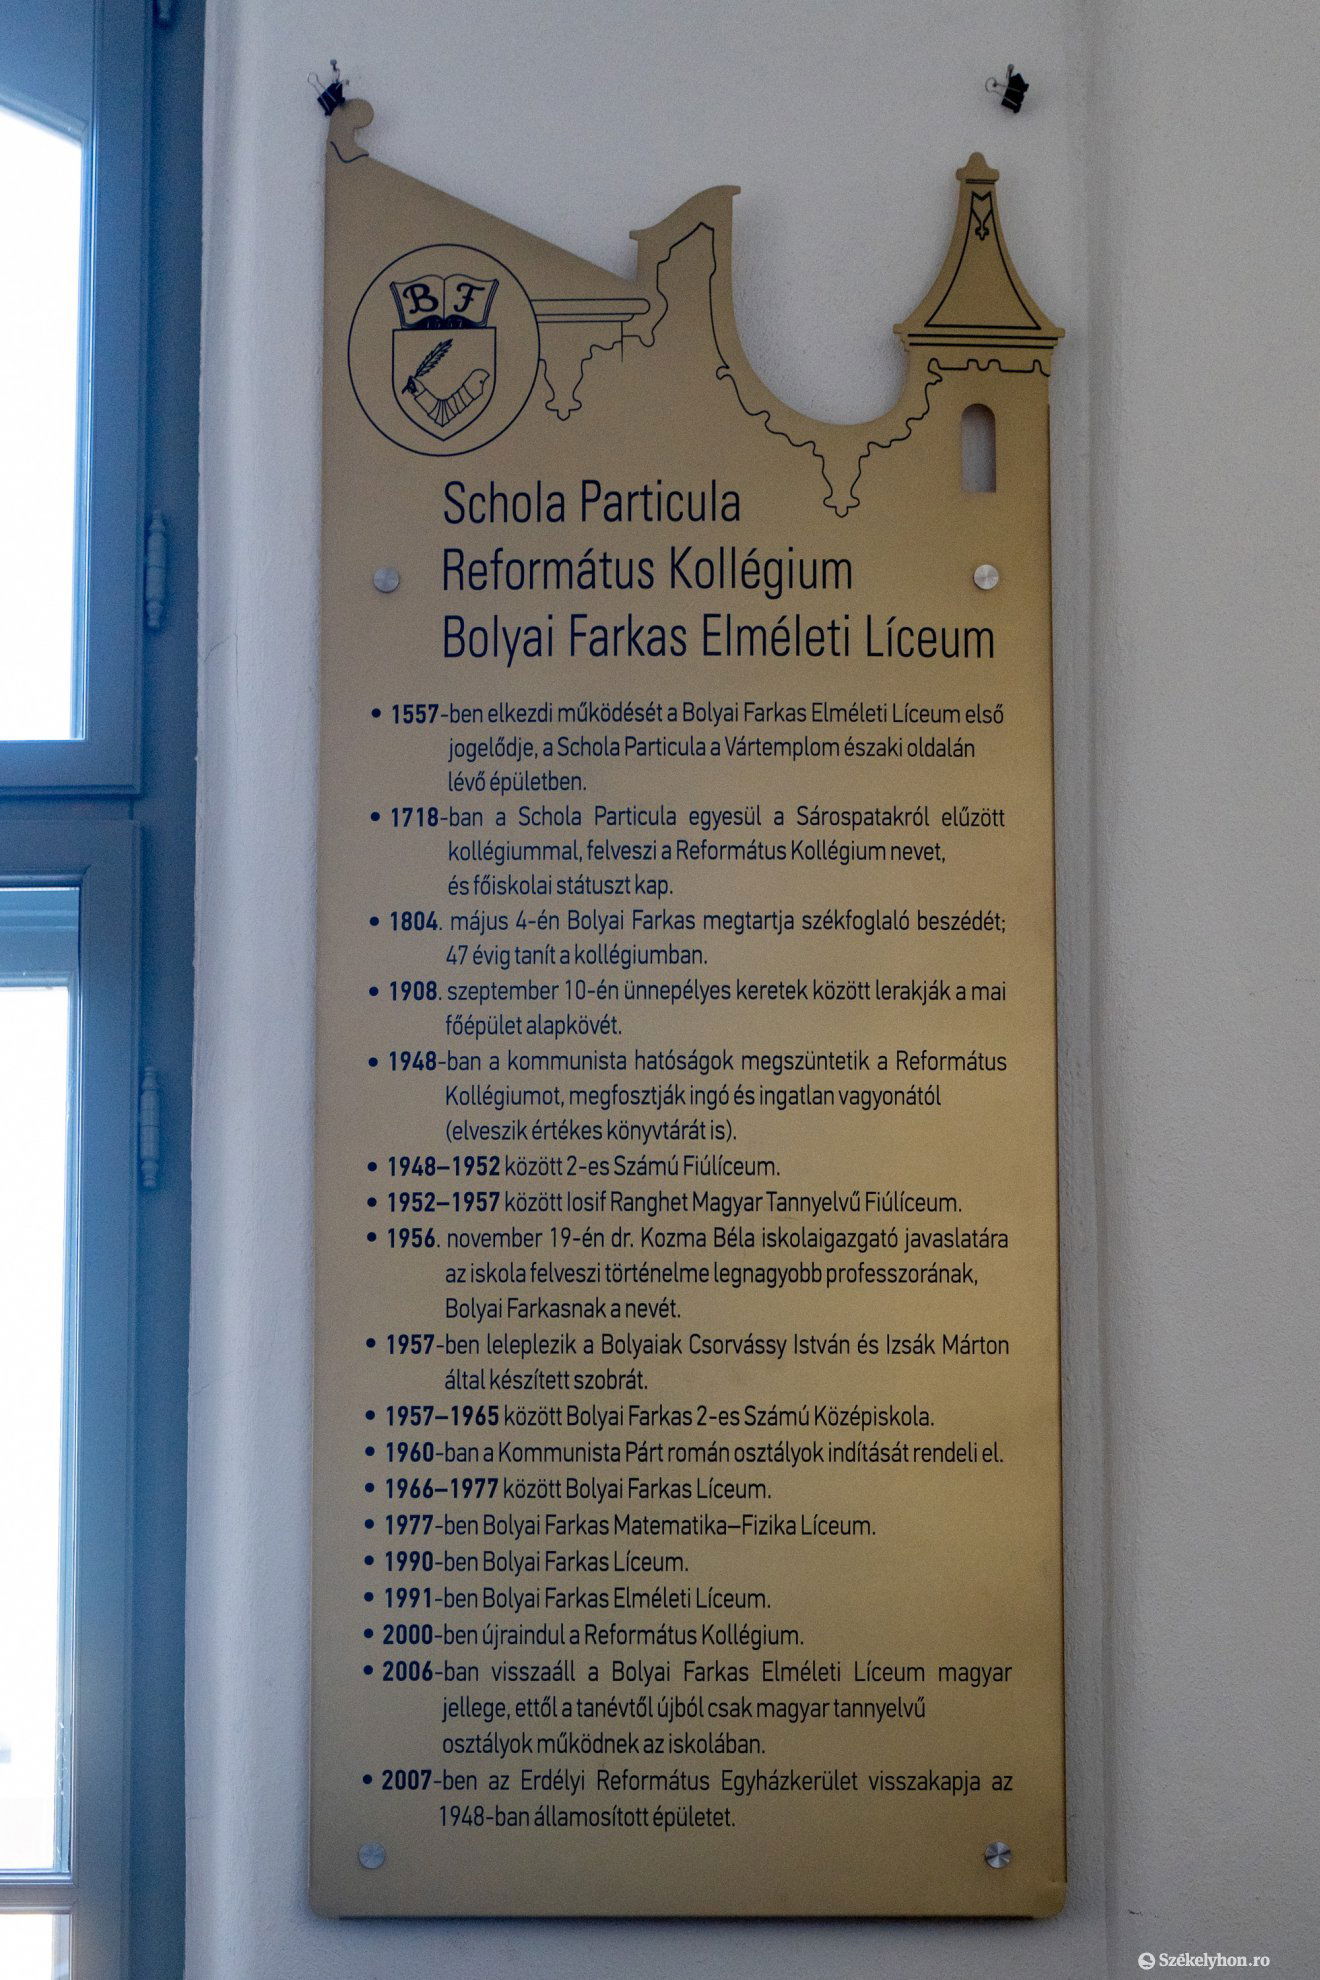 B F
Schola Particula
Református Kollégium
Bolyai Farkas Elméleti Líceum
• 1557-ben elkezdi működését a Bolyai Farkas Elméleti Líceum első
jogelődje, a Schola Particula a Vártemplom északi oldalán
lévő épületben.
• 1718-ban a Schola Particula egyesül a Sárospatakról elűzött
kollégiummal, felveszi a Református Kollégium nevet,
és főiskolai státuszt kap.
• 1804. május 4-én Bolyai Farkas megtartja székfoglaló beszédét;
47 évig tanít a kollégiumban.
• 1908. szeptember 10-én ünnepélyes keretek között lerakják a mai
főépület alapkövét.
• 1948-ban a kommunista hatóságok megszüntetik a Református
Kollégiumot, megfosztják ingó és ingatlan vagyonától
(elveszik értékes könyvtárát is).
• 1948–1952 között 2-es Számú Fiúlíceum.
• 1952–1957 között Iosif Ranghet Magyar Tannyelvű Fiúlíceum.
• 1956. november 19-én dr. Kozma Béla iskolaigazgató javaslatára
az iskola felveszi történelme legnagyobb professzorának,
Bolyai Farkasnak a nevét.
• 1957-ben leleplezik a Bolyaiak Csorvássy István és Izsák Márton
által készített szobrát.
• 1957–1965 között Bolyai Farkas 2-es Számú Középiskola.
• 1960-ban a Kommunista Párt román osztályok indítását rendeli el.
• 1966–1977 között Bolyai Farkas Líceum.
• 1977-ben Bolyai Farkas Matematika–Fizika Líceum.
• 1990-ben Bolyai Farkas Líceum.
• 1991-ben Bolyai Farkas Elméleti Líceum.
• 2000-ben újraindul a Református Kollégium.
• 2006-ban visszaáll a Bolyai Farkas Elméleti Líceum magyar
jellege, ettől a tanévtől újból csak magyar tannyelvű
osztályok működnek az iskolában.
• 2007-ben az Erdélyi Református Egyházkerület visszakapja az
1948-ban államosított épületet.
Székelyhon.ro